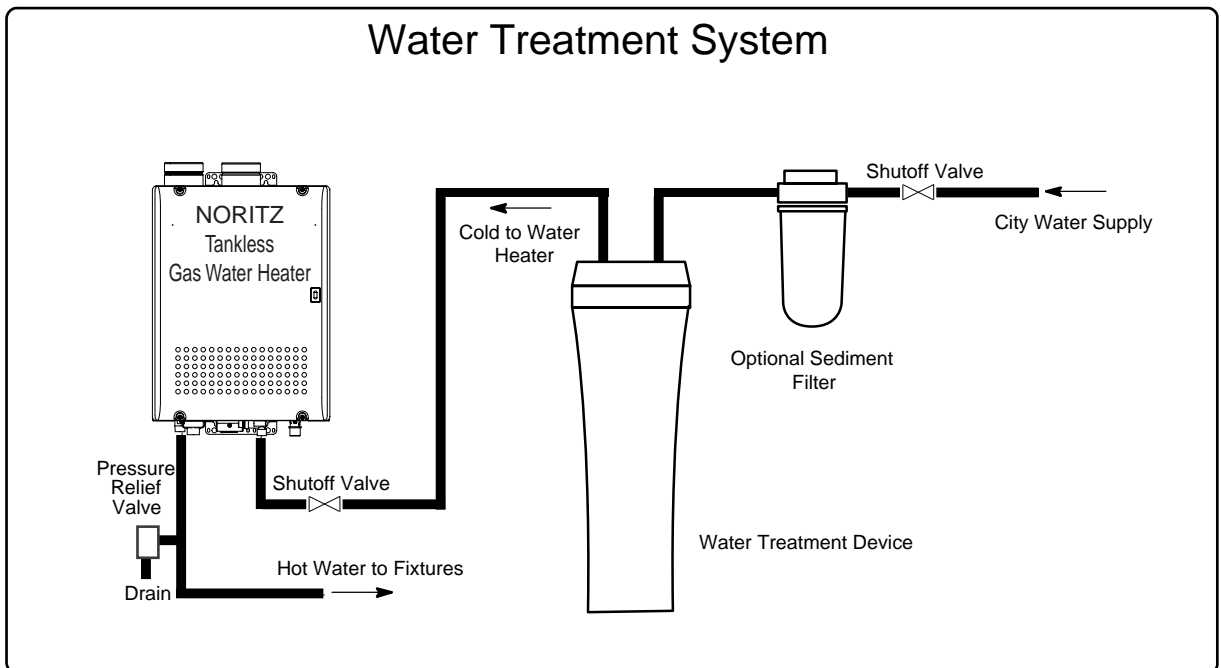 Water Treatment System
NORITZ
Tankless
Gas Water Heater
Shutoff Valve
City Water Supply
Cold to Water
Heater
Optional Sediment
Filter
Pressure
Relief
Valve
Shutoff Valve
Water Treatment Device
Drain
Hot Water to Fixtures